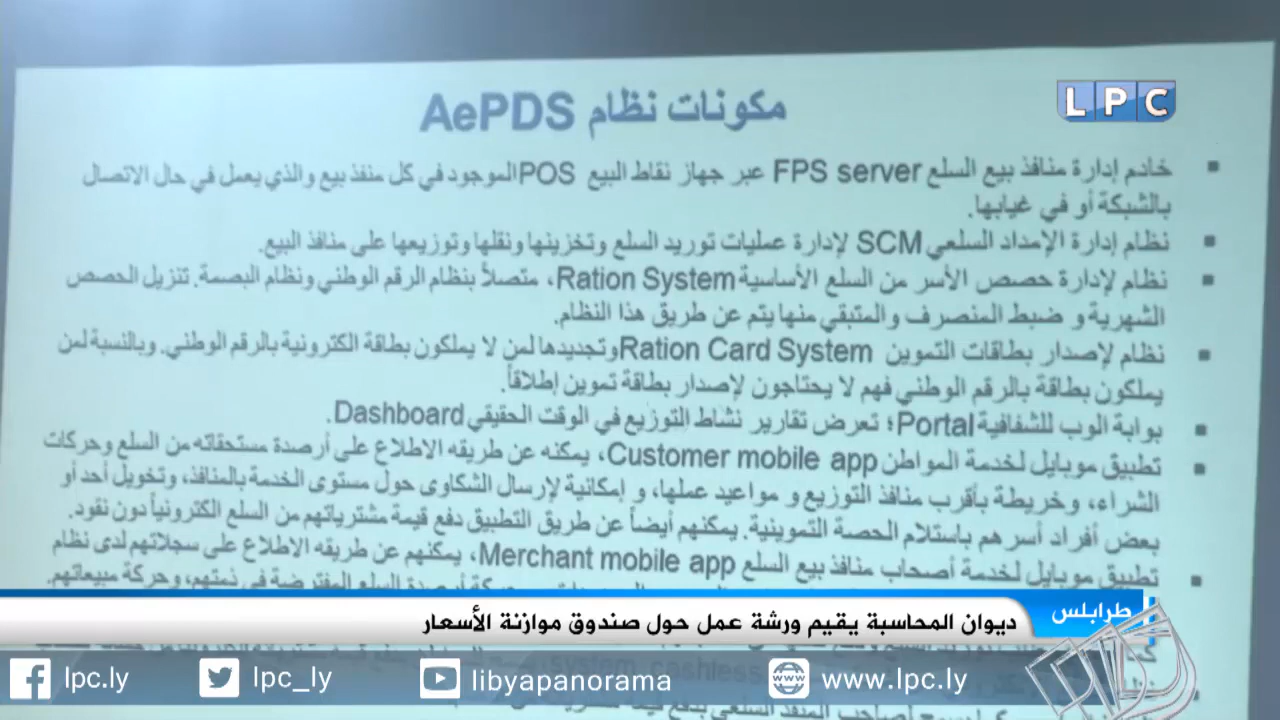 LPC
مكونات نظام AePDS
خادم إدارة منافذ بيع السلع FPS server عبر جهاز نقاط البيع POS الموجود في كل منفذ بيع والذي يعمل في حال الاتصال
بالشبكة أو في غيابها.
نظام إدارة الإمداد السلعي SCM لإدارة عمليات توريد السلع وتخزينها ونقلها وتوزيعها على منافذ البيع.
نظام لإدارة حصص الأسر من السلع الأساسية Ration System، متصلاً بنظام الرقم الوطني ونظام البصمة. تنزيل الحصص
الشهرية و ضبط المنصرف والمتبقي منها يتم عن طريق هذا النظام.
نظام لإصدار بطاقات التموين Ration Card System وتجديدها لمن لا يملكون بطاقة الكترونية بالرقم الوطني. وبالنسبة لمن
يملكون بطاقة بالرقم الوطني فهم لا يحتاجون لإصدار بطاقة تموين إطلاقاً.
بوابة الوب للشفافية Portal؛ تعرض تقارير نشاط التوزيع في الوقت الحقيقي Dashboard.
تطبيق موبايل لخدمة المواطن Customer mobile app، يمكنه عن طريقه الاطلاع على أرصدة مستحقاته من السلع وحركات
الشراء، وخريطة بأقرب منافذ التوزيع و مواعيد عملها، و إمكانية لإرسال الشكاوى حول مستوى الخدمة بالمنافذ، وتخويل أحد أو
بعض أفراد أسرهم باستلام الحصة التموينية. يمكنهم أيضاً عن طريق التطبيق دفع قيمة مشترياتهم من السلع الكترونياً دون نقود.
تطبيق موبايل لخدمة أصحاب منافذ بيع السلع Merchant mobile app، يمكنهم عن طريقه الاطلاع على سجلاتهم لدى نظام
أرصدة السلع المفترضة في ذمتهم، وحركة مبيعاتهم.
طرابلس
ديوان المحاسبة يقيم ورشة عمل حول صندوق موازنة الأسعار
system, cashless
lpc.ly
lpc_ly
libyapanorama
www.lpc.ly